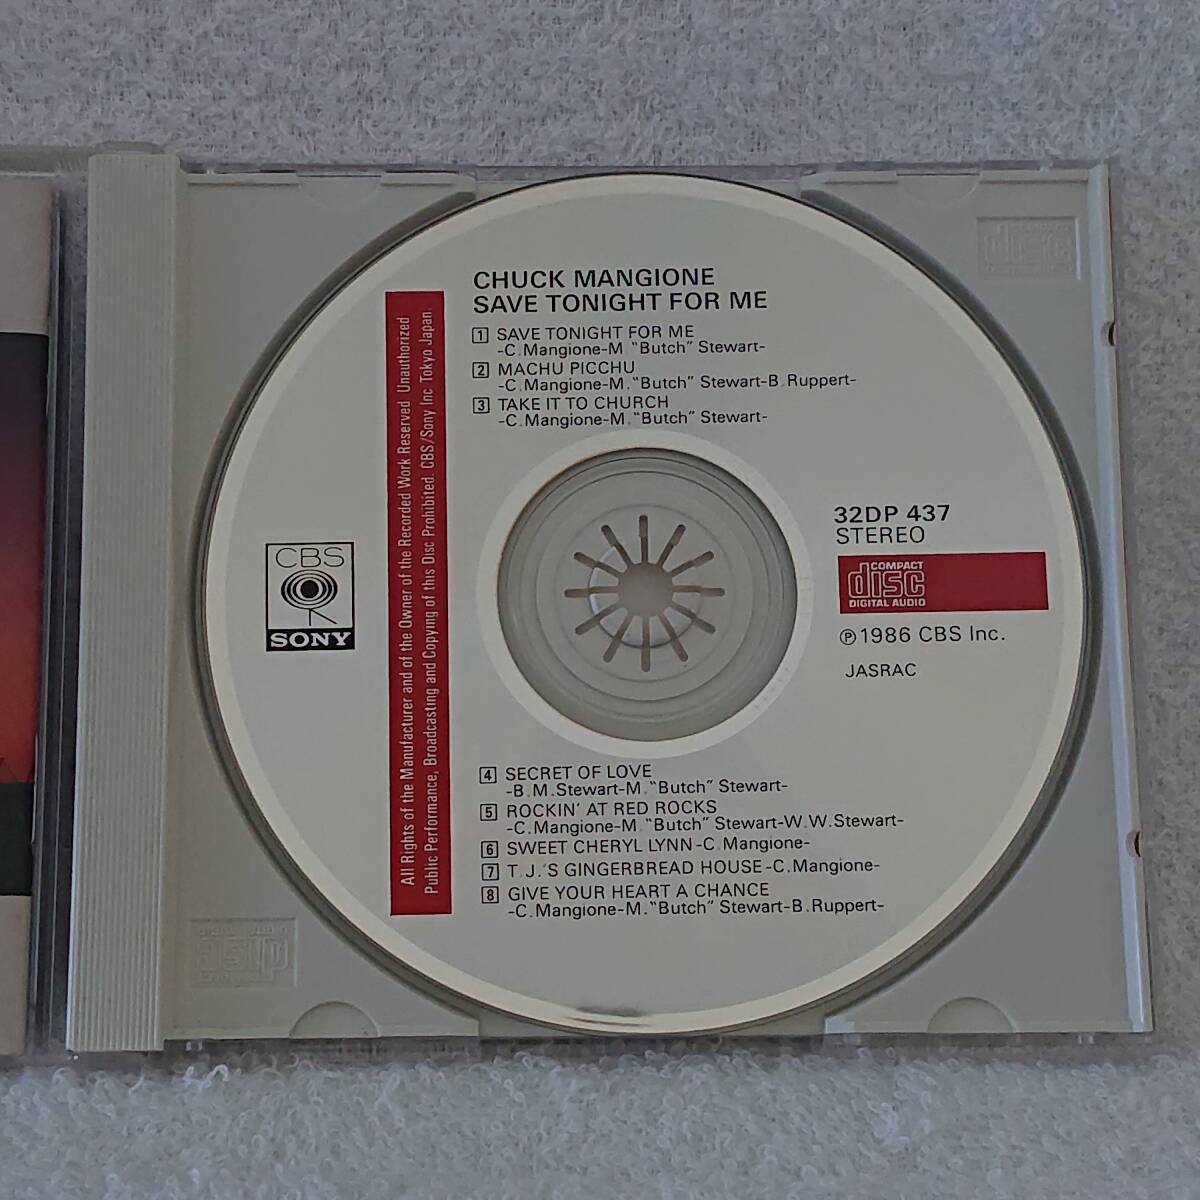 CHUCK MANGIONE
SAVE TONIGHT FOR ME
1 SAVE TONIGHT FOR ME
-C.Mangione-M "Butch" Stewart-
2 MACHU PICCHU
-C.Mangione-M."Butch" Stewart-B.Ruppert-
3 TAKE IT TO CHURCH
-C.Mangione-M."Butch" Stewart-
All Rights of the Manufacturer and of the Owner of the Recorded Work Reserved Unauthorized
Public Performance, Broadcasting and Copying of this Disc Prohibited. CBS/Sony Inc Tokyo Japan
CBS
SONY
32DP 437
STEREO
COMPACT
disc
DIGITAL AUDIO
℗1986 CBS Inc.
JASRAC
4 SECRET OF LOVE
-B.M.Stewart-M."Butch" Stewart-
5 ROCKIN' AT RED ROCKS
-C.Mangione-M."Butch" Stewart-W.W.Stewart-
6 SWEET CHERYL LYNN-C.Mangione-
7 T.J.'S GINGERBREAD HOUSE-C.Mangione-
8 GIVE YOUR HEART A CHANCE
-C.Mangione-M."Butch" Stewart-B.Ruppert-
disc